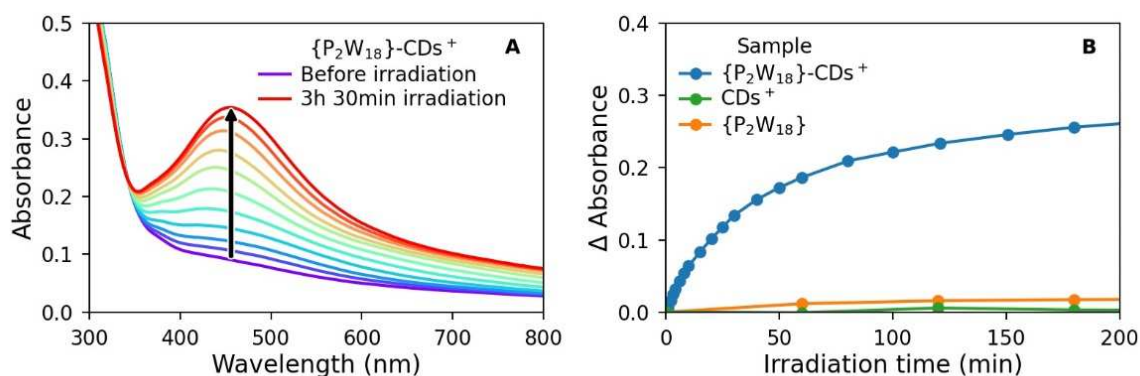 {P₂W₁₈}-CDs⁺
A
Before irradiation
3h 30min irradiation
0.5
0.4
0.3
0.2
0.1
0.0
Absorbance
300 400 500 600 700 800
Wavelength (nm)
Sample
B
{P₂W₁₈}-CDs⁺
CDs⁺
{P₂W₁₈}
0.4
0.3
0.2
0.1
0.0
Δ Absorbance
0 50 100 150 200
Irradiation time (min)